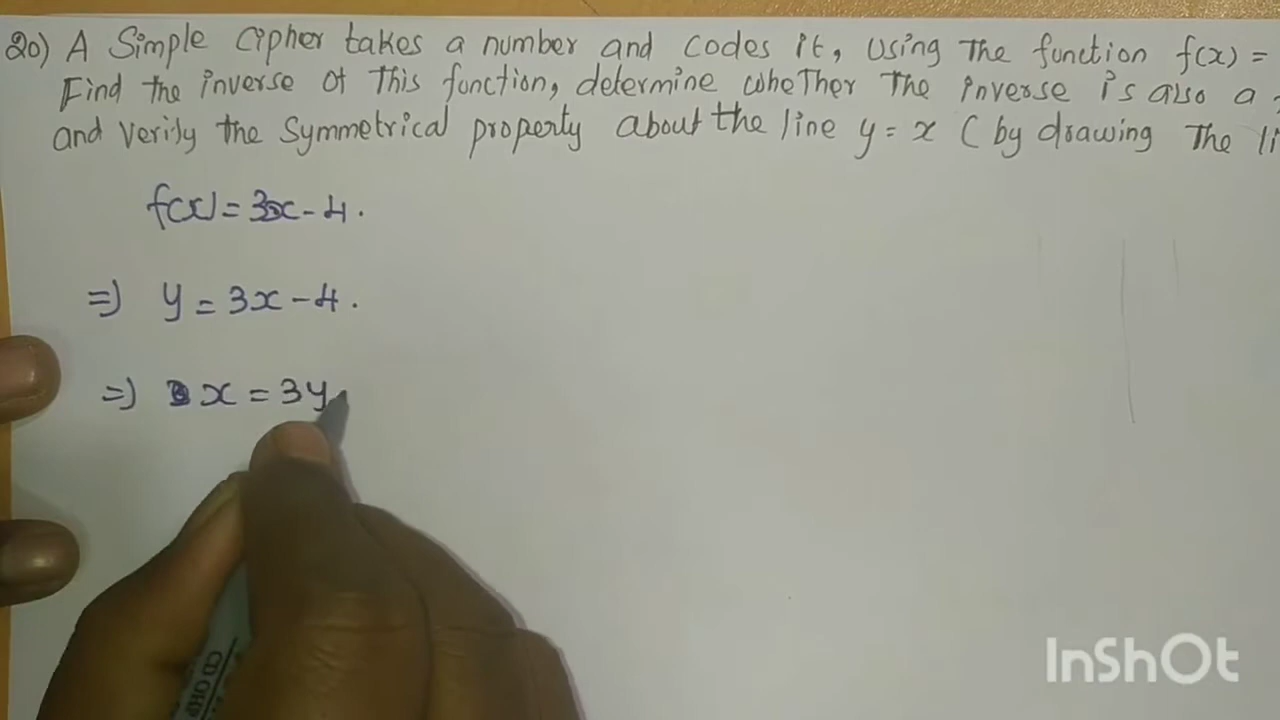 20) A Simple Cipher takes a number and codes it, Using The function f(x) =
Find the inverse of This function, determine whether The inverse is also a
and verify the Symmetrical property about the line y = x ( by drawing The li
f(x) = 3x - 4.
=) y = 3x - 4.
=) x = 3y
CD
InShOt